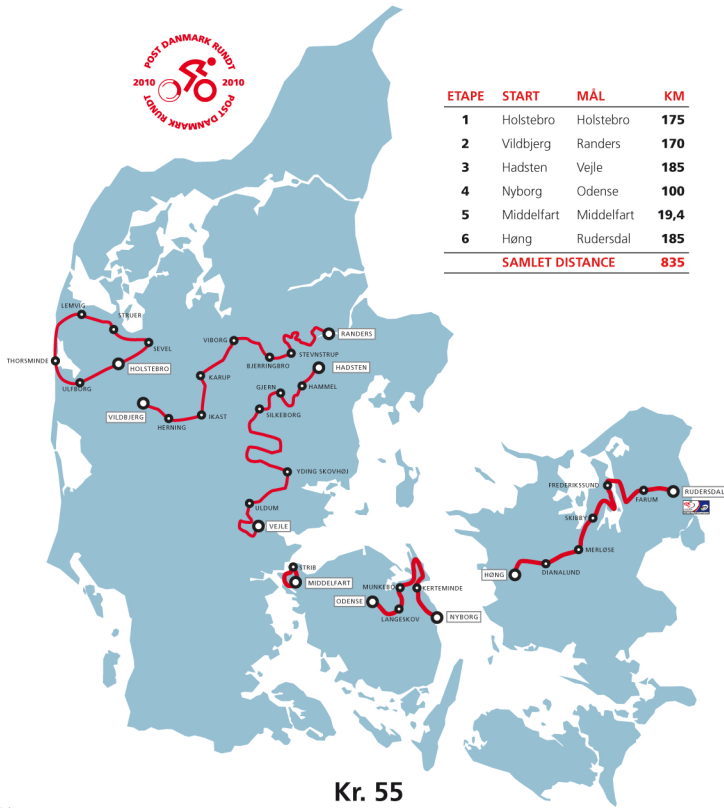 POST DANMARK RUNDT
2010 2010
POST DANMARK RUNDT
ETAPE START MÅL KM
1 Holstebro Holstebro 175
2 Vildbjerg Randers 170
3 Hadsten Vejle 185
4 Nyborg Odense 100
5 Middelfart Middelfart 19,4
6 Høng Rudersdal 185
SAMLET DISTANCE 835
LEMVIG
STRUER
SEVEL
THORSMINDE
HOLSTEBRO
ULFBORG
VIBORG
RANDERS
STEVNSTRUP
BJERRINGBRO
HADSTEN
KARUP
GJERN
HAMMEL
VILDBJERG
IKAST
SILKEBORG
HERNING
YDING SKOVHØJ
ULDUM
VEJLE
FREDERIKSSUND
RUDERSDAL
FARUM
SKIBBY
MERLØSE
DIANALUND
HØNG
STRIB
MIDDELFART
MUNKEBO
KERTEMINDE
ODENSE
LANGESKOV
NYBORG
Kr. 55